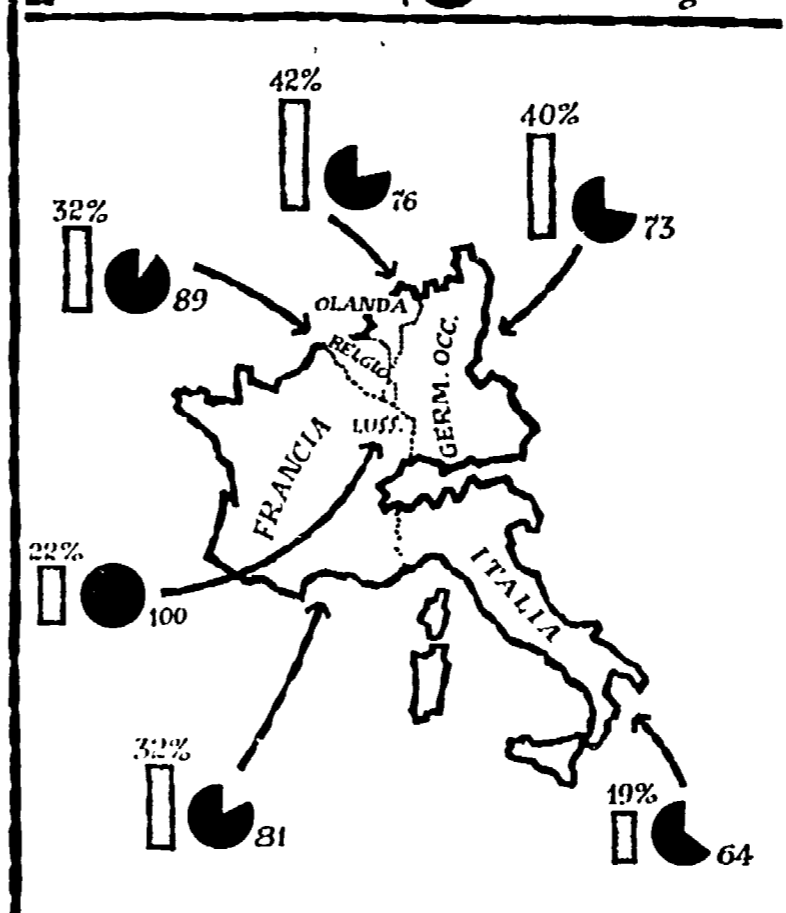 42%
76
40%
73
32%
89
OLANDA
BELGIO
GERM. OCC.
LUSS.
FRANCIA
22%
100
ITALIA
32%
81
19%
64